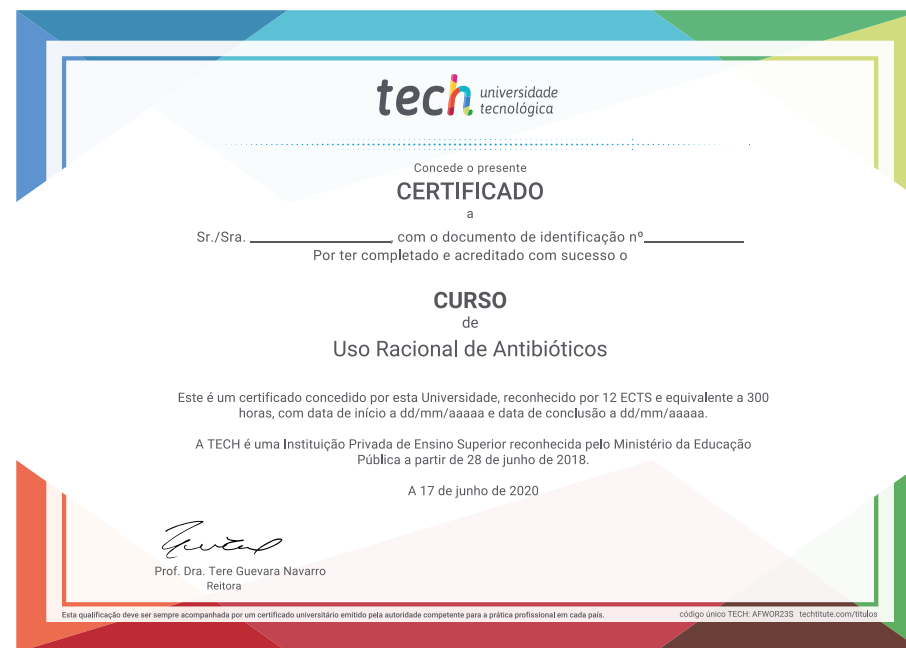 tech universidade
tecnológica
Concede o presente
CERTIFICADO
a
Sr./Sra. ____________________, com o documento de identificação nº______________
Por ter completado e acreditado com sucesso o
CURSO
de
Uso Racional de Antibióticos
Este é um certificado concedido por esta Universidade, reconhecido por 12 ECTS e equivalente a 300
horas, com data de início a dd/mm/aaaaa e data de conclusão a dd/mm/aaaaa.
A TECH é uma Instituição Privada de Ensino Superior reconhecida pelo Ministério da Educação
Pública a partir de 28 de junho de 2018.
A 17 de junho de 2020
Prof. Dra. Tere Guevara Navarro
Reitora
Esta qualificação deve ser sempre acompanhada por um certificado universitário emitido pela autoridade competente para a prática profissional em cada país.
código único TECH: AFWOR23S techtitute.com/titulos